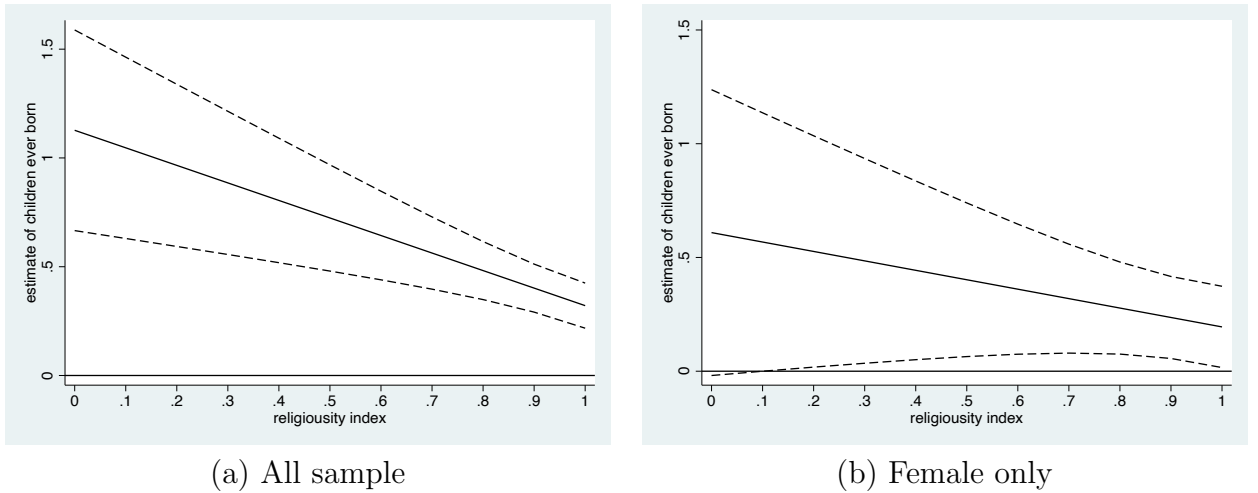 estimate of children ever born
0 .5 1 1.5
0 .1 .2 .3 .4 .5 .6 .7 .8 .9 1
religiousity index
(a) All sample
estimate of children ever born
0 .5 1 1.5
0 .1 .2 .3 .4 .5 .6 .7 .8 .9 1
religiousity index
(b) Female only